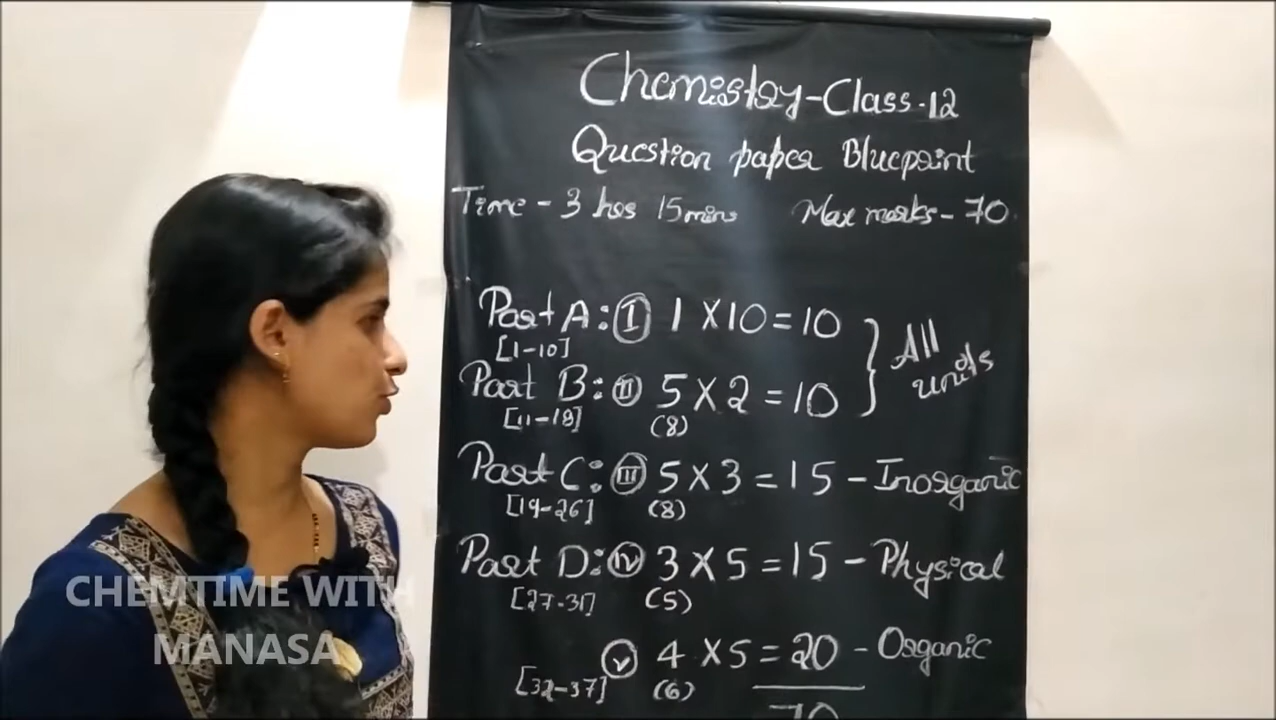 Chemistry-Class-12
Question paper Blueprint
Time - 3 hrs 15mins Max marks - 70
Part A: I 1 X 10 = 10
[1-10]
All units
Part B: II 5 X 2 = 10
[11-18] (8)
Part C: III 5 X 3 = 15 - Inorganic
[19-26] (8)
Part D: IV 3 X 5 = 15 - Physical
[27-31] (5)
V 4 X 5 = 20 - Organic
[32-37] (6)
70
CHEMTIME WITH
MANASA